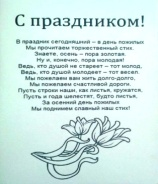 С праздником!
В праздник сегодняшний – в день пожилых
Мы прочитаем торжественный стих.
Знаете, осень – пора золотая.
Ну и, конечно, пора молодая!
Ведь, кто душой не стареет – тот молод,
Ведь, кто душой молодеет – тот весел
Мы пожелаем вам жить долго-долго,
Мы пожелаем счастливой дороги.
Пусть строки наши, как листья, кружатся,
Пусть и года шелестят, будто листья,
За осенний день пожилых
Мы поднимем славный наш стих!